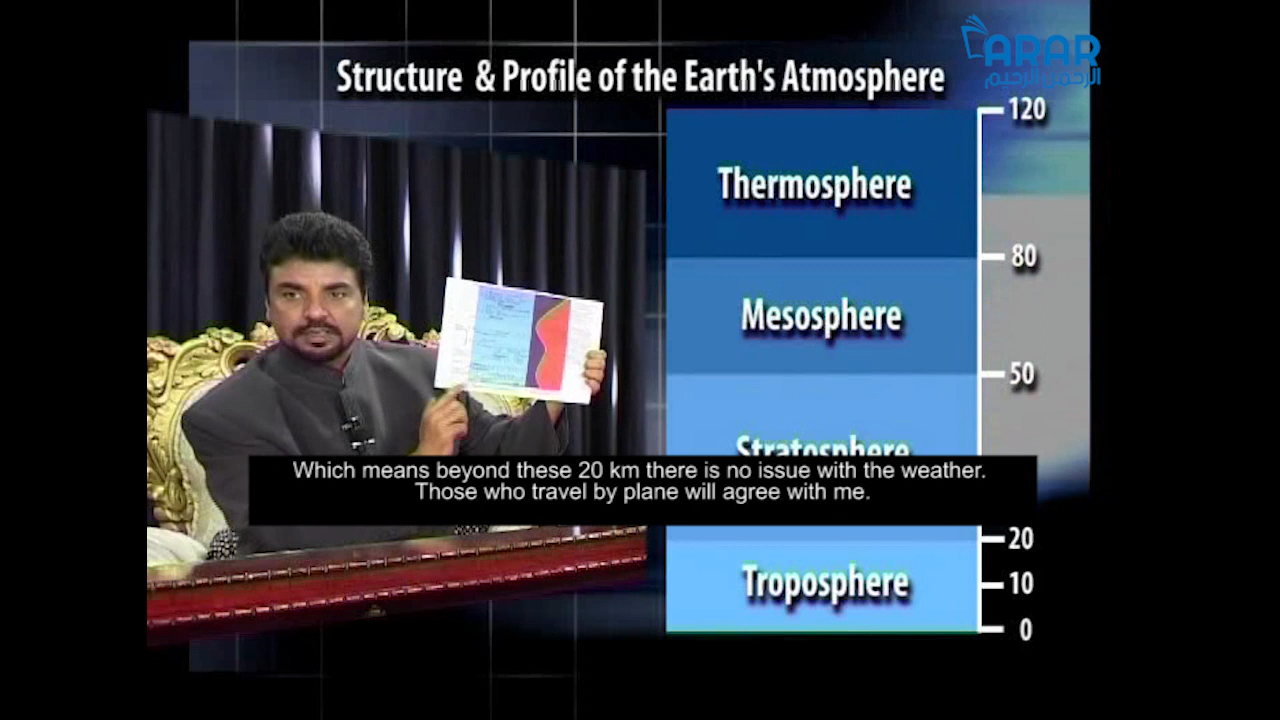 ARAR
الرحمن الرحيم
Structure & Profile of the Earth's Atmosphere
120
Thermosphere
80
Mesosphere
50
Stratosphere
Which means beyond these 20 km there is no issue with the weather.
Those who travel by plane will agree with me.
20
10
Troposphere
0